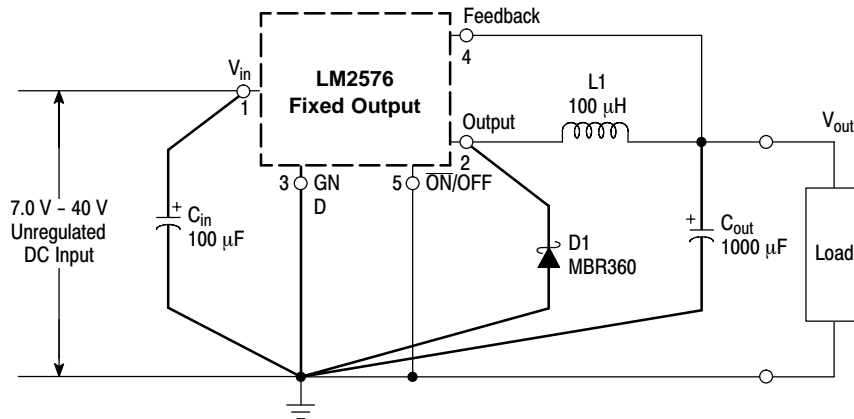 Feedback
4
V_in
1
LM2576
Fixed Output
L1
100 μH
Output
2
V_out
3
GN
D
5
O̅N̅/OFF
7.0 V – 40 V
Unregulated
DC Input
+
C_in
100 μF
D1
MBR360
+
C_out
1000 μF
Load